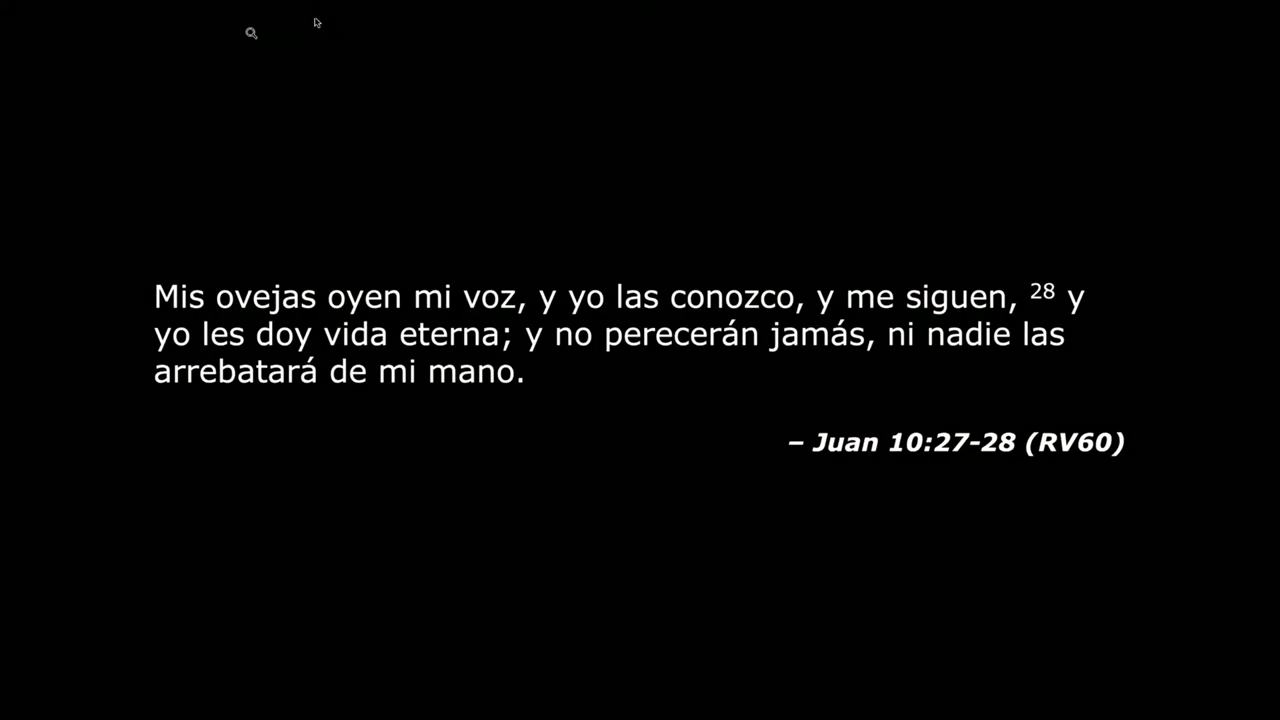 Mis ovejas oyen mi voz, y yo las conozco, y me siguen, 28 y
yo les doy vida eterna; y no perecerán jamás, ni nadie las
arrebatará de mi mano.
– Juan 10:27-28 (RV60)